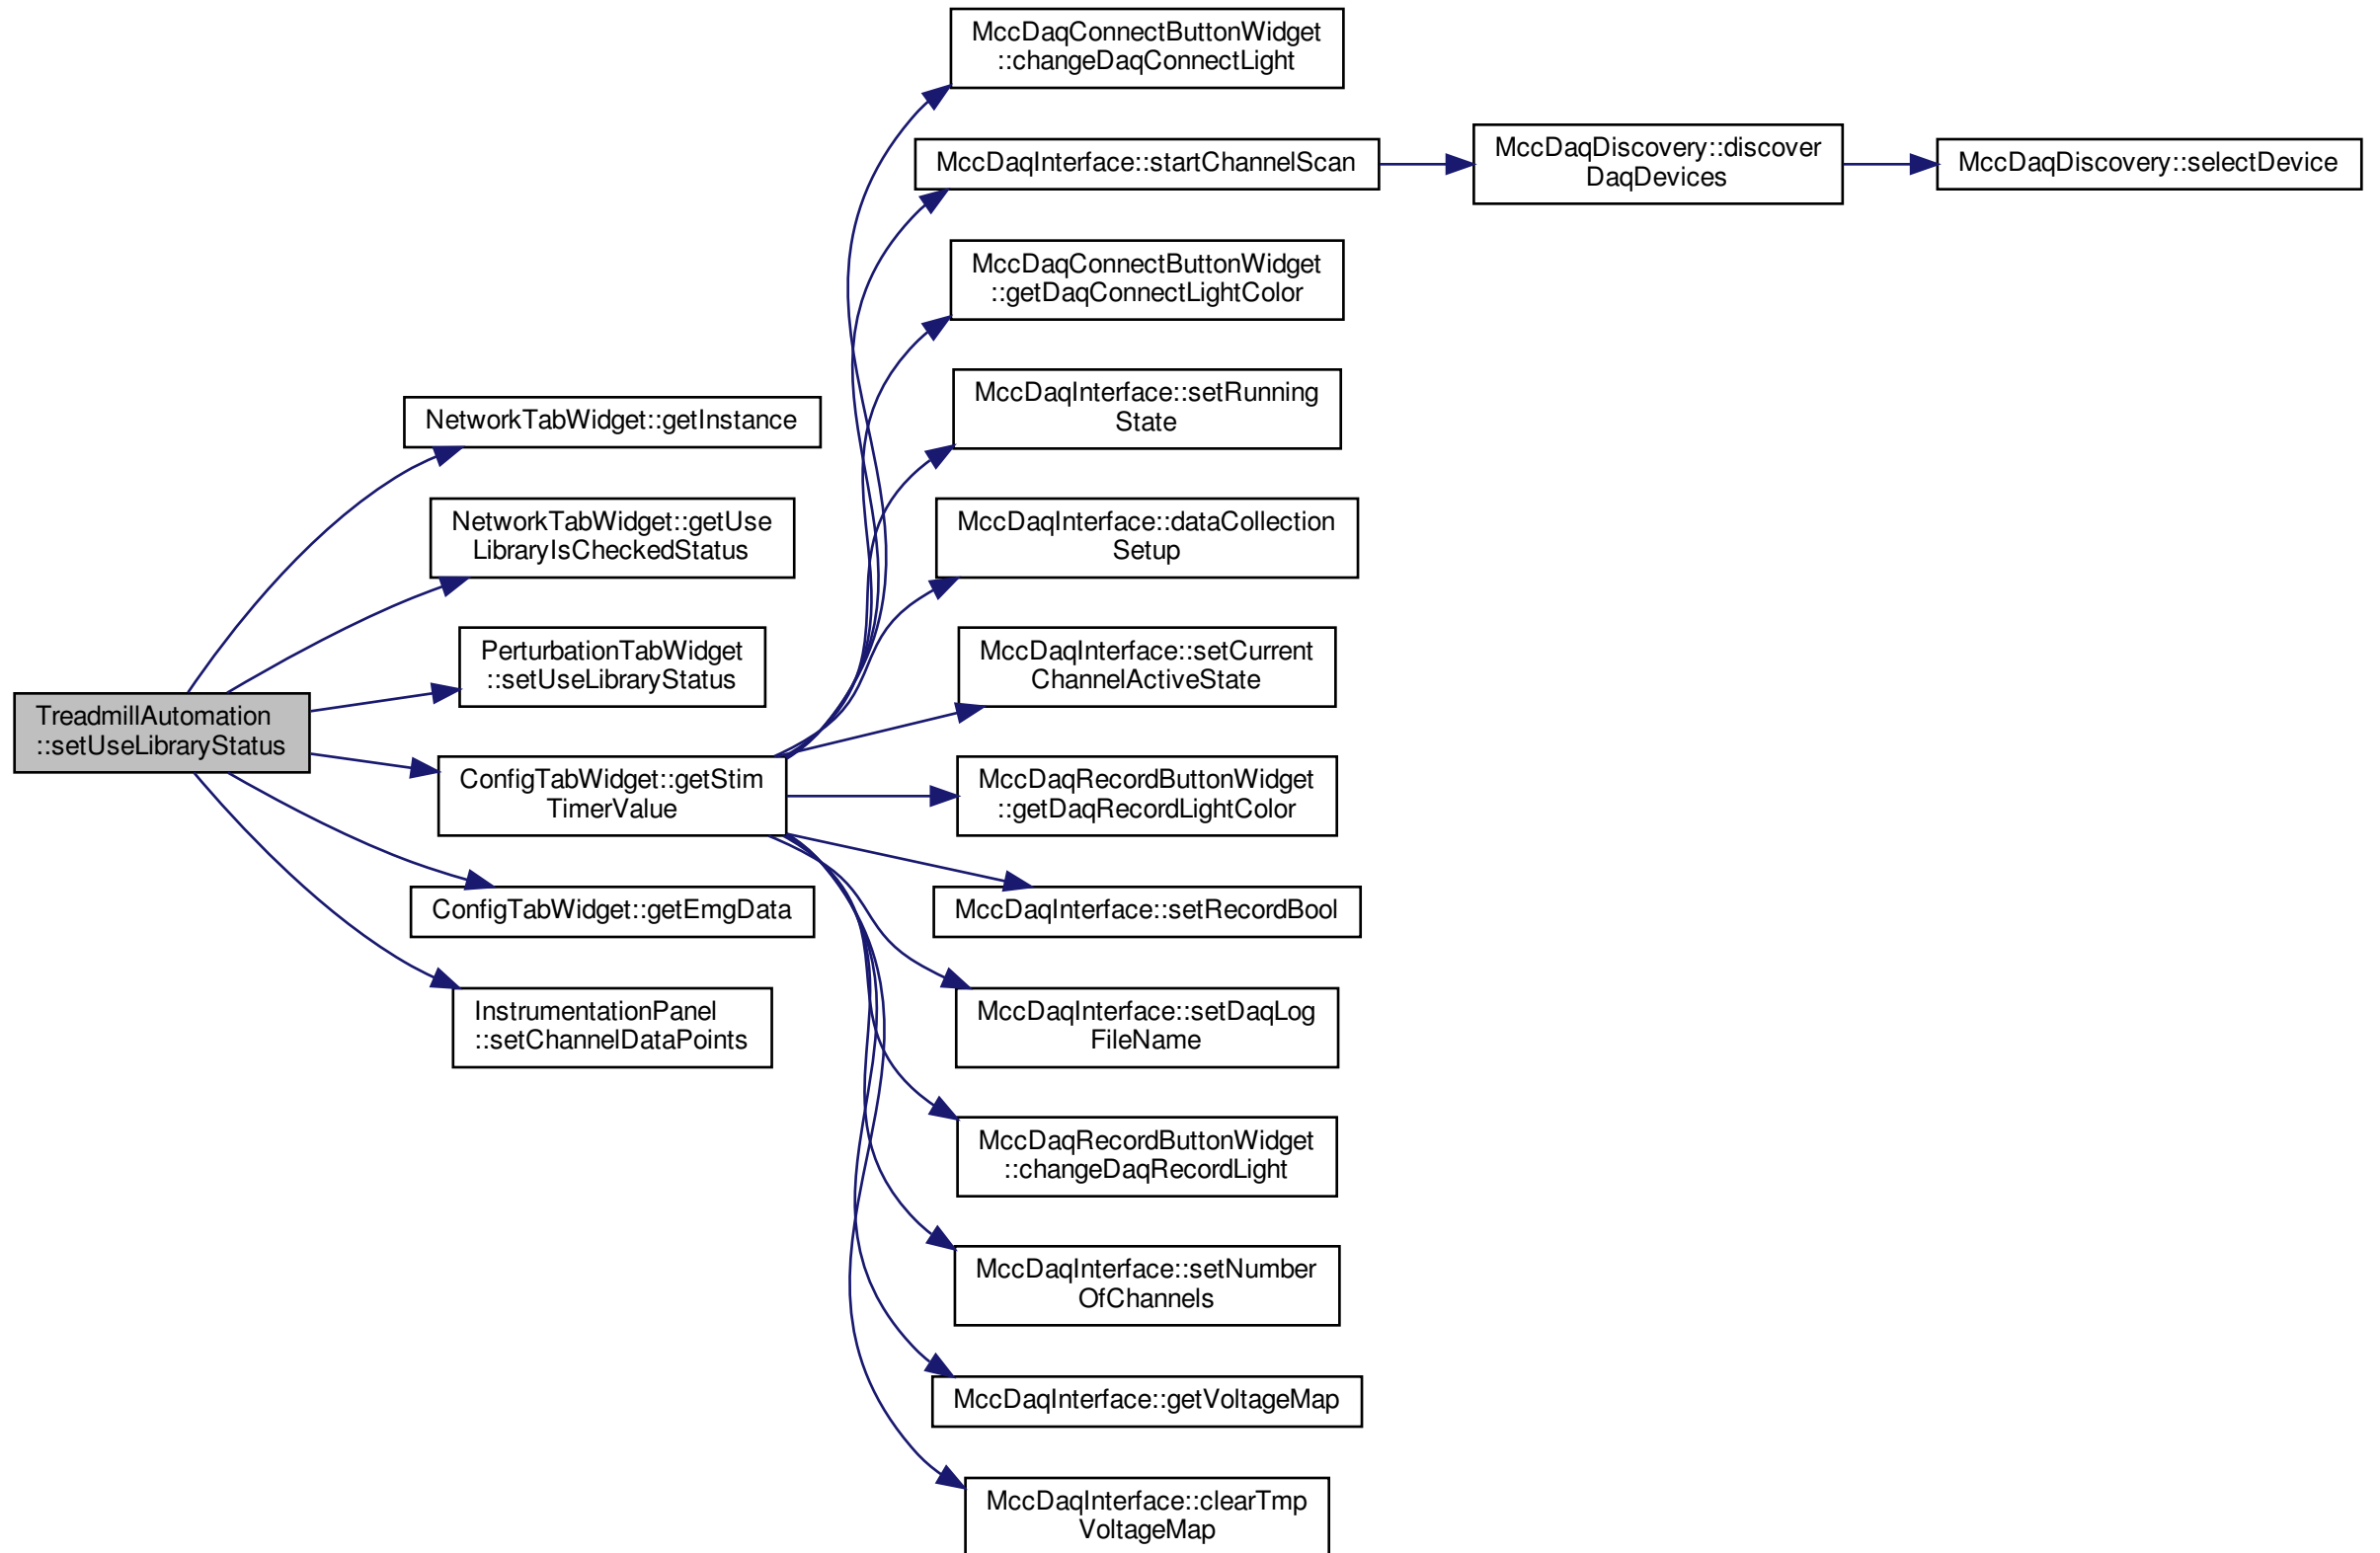 TreadmillAutomation
::setUseLibraryStatus
NetworkTabWidget::getInstance
NetworkTabWidget::getUse
LibraryIsCheckedStatus
PerturbationTabWidget
::setUseLibraryStatus
ConfigTabWidget::getStim
TimerValue
ConfigTabWidget::getEmgData
InstrumentationPanel
::setChannelDataPoints
MccDaqConnectButtonWidget
::changeDaqConnectLight
MccDaqInterface::startChannelScan
MccDaqDiscovery::discover
DaqDevices
MccDaqDiscovery::selectDevice
MccDaqConnectButtonWidget
::getDaqConnectLightColor
MccDaqInterface::setRunning
State
MccDaqInterface::dataCollection
Setup
MccDaqInterface::setCurrent
ChannelActiveState
MccDaqRecordButtonWidget
::getDaqRecordLightColor
MccDaqInterface::setRecordBool
MccDaqInterface::setDaqLog
FileName
MccDaqRecordButtonWidget
::changeDaqRecordLight
MccDaqInterface::setNumber
OfChannels
MccDaqInterface::getVoltageMap
MccDaqInterface::clearTmp
VoltageMap